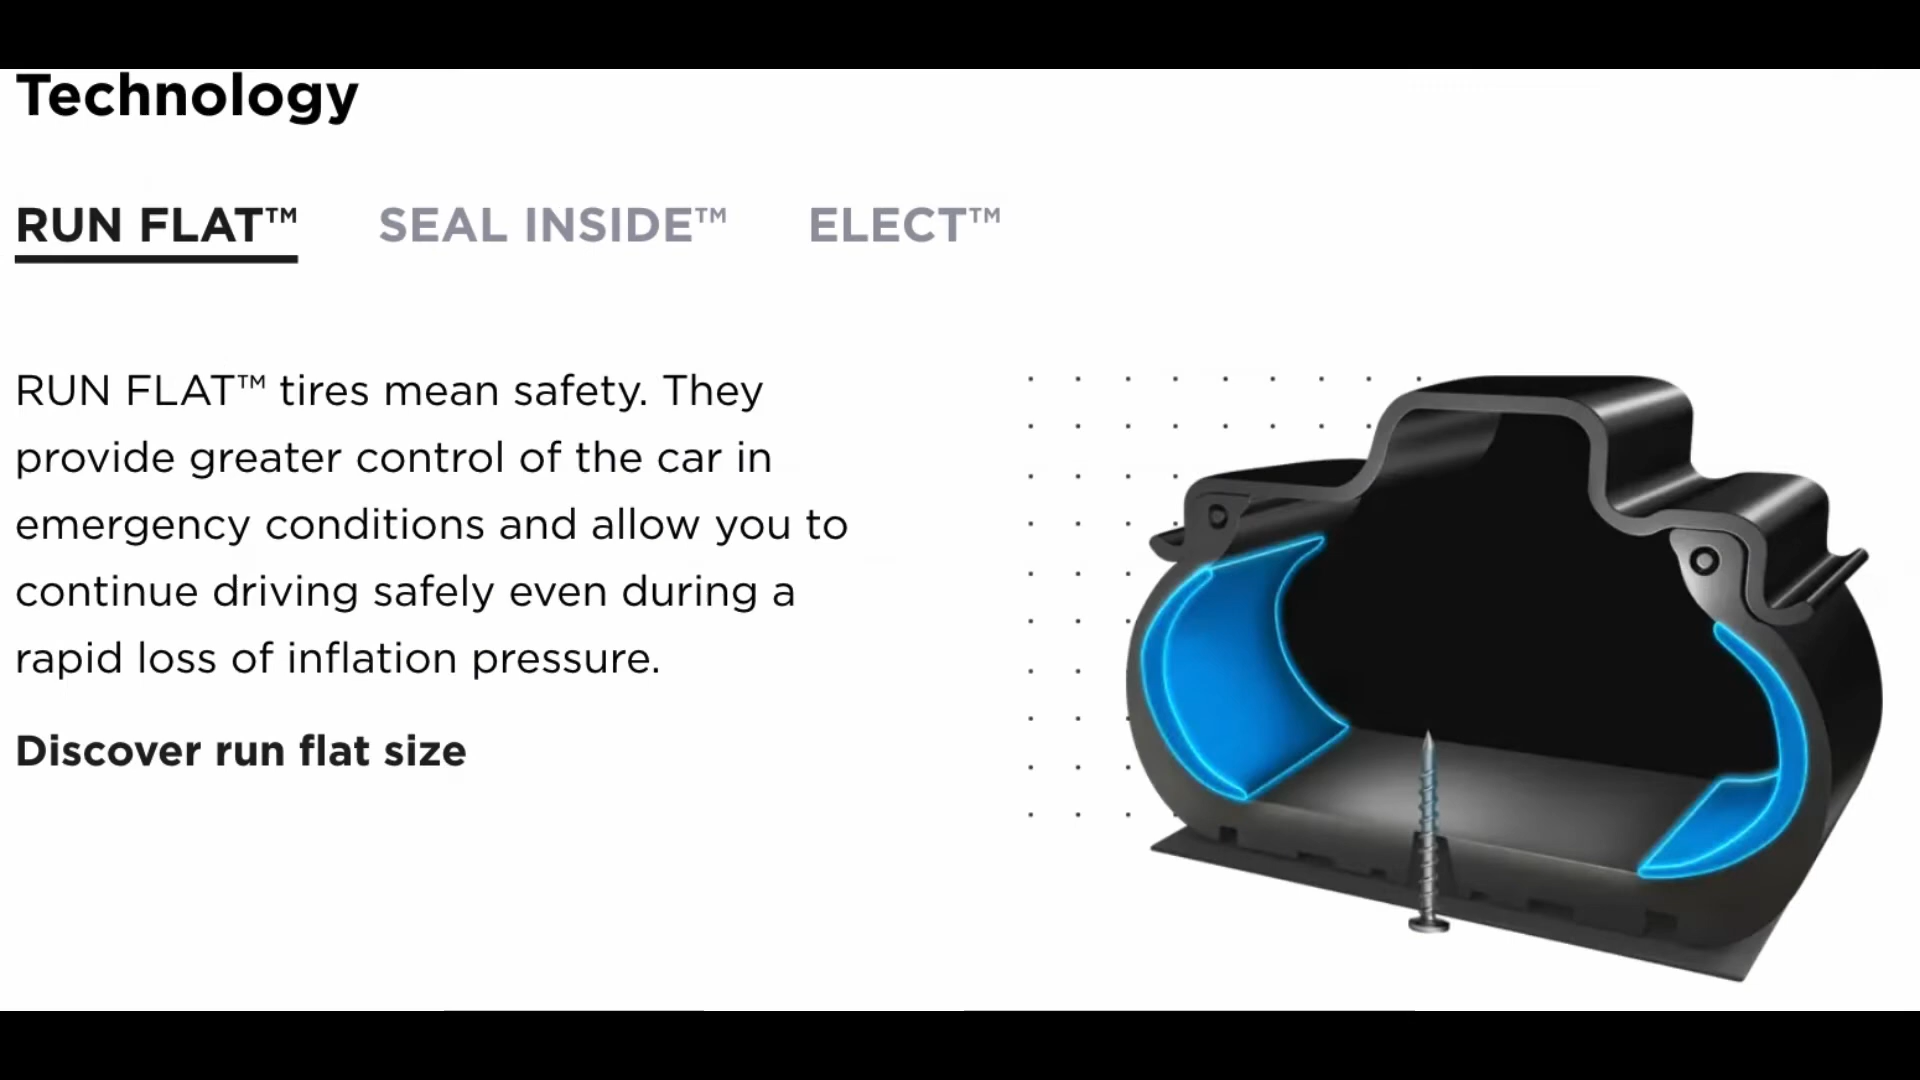 Technology
RUN FLAT™ SEAL INSIDE™ ELECT™
RUN FLAT™ tires mean safety. They
provide greater control of the car in
emergency conditions and allow you to
continue driving safely even during a
rapid loss of inflation pressure.
Discover run flat size